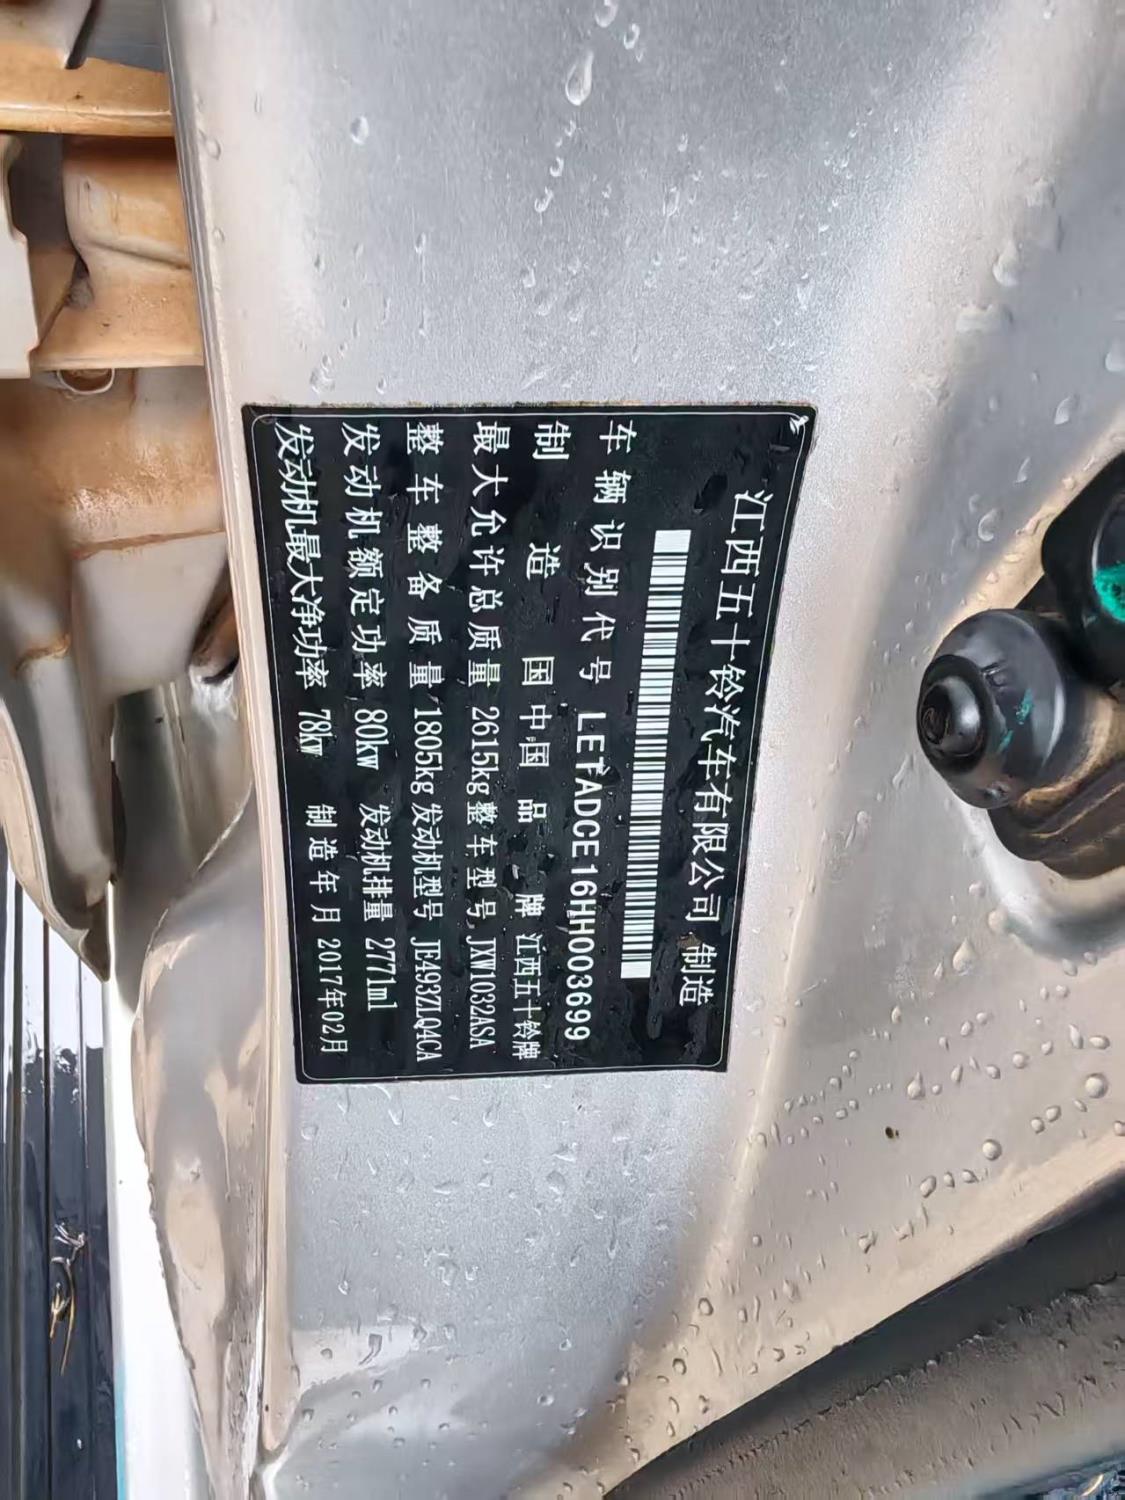 江西五十铃汽车有限公司 制造
车辆识别代号 LETADCE16HH003699
制造国 中国 品牌 江西五十铃牌
最大允许总质量 2615kg 整车型号 JXW1032ASA
整车整备质量 1805kg 发动机型号 JE493ZLQ4CA
发动机额定功率 80kw 发动机排量 2771ml
发动机最大净功率 78kw 制造年月 2017年02月